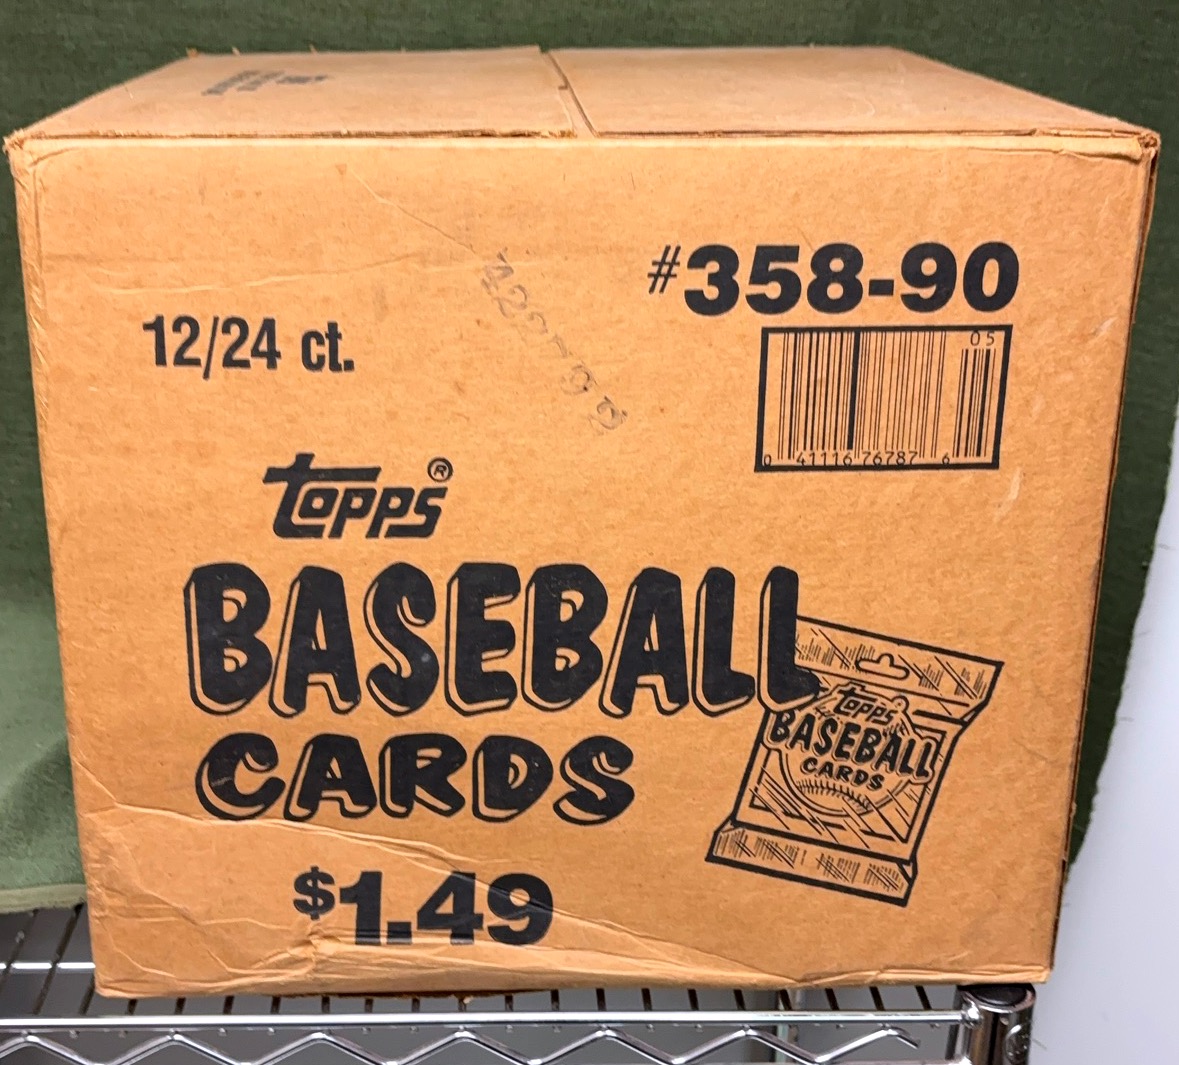 #358-90
12/24 ct.
05
0 41116 76787 6
topps®
BASEBALL
CARDS
$1.49
topps
BASEBALL
CARDS